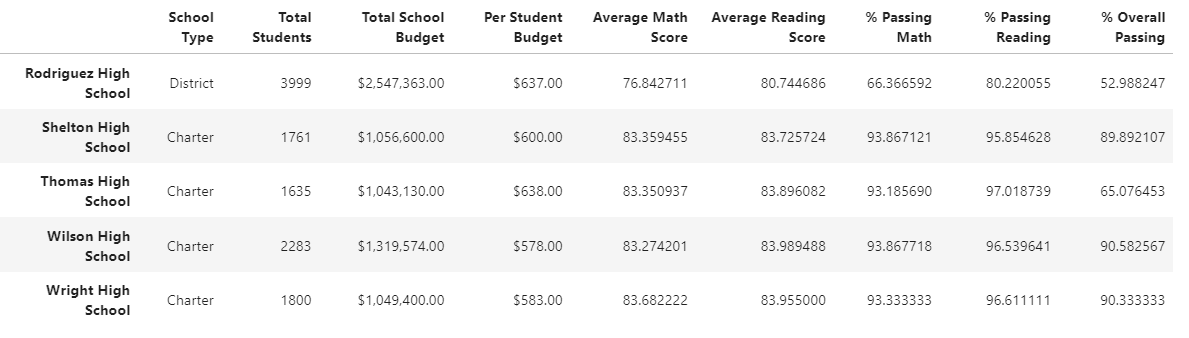 School Type Total Students Total School Budget Per Student Budget Average Math Score Average Reading Score % Passing Math % Passing Reading % Overall Passing
Rodriguez High School District 3999 $2,547,363.00 $637.00 76.842711 80.744686 66.366592 80.220055 52.988247
Shelton High School Charter 1761 $1,056,600.00 $600.00 83.359455 83.725724 93.867121 95.854628 89.892107
Thomas High School Charter 1635 $1,043,130.00 $638.00 83.350937 83.896082 93.185690 97.018739 65.076453
Wilson High School Charter 2283 $1,319,574.00 $578.00 83.274201 83.989488 93.867718 96.539641 90.582567
Wright High School Charter 1800 $1,049,400.00 $583.00 83.682222 83.955000 93.333333 96.611111 90.333333